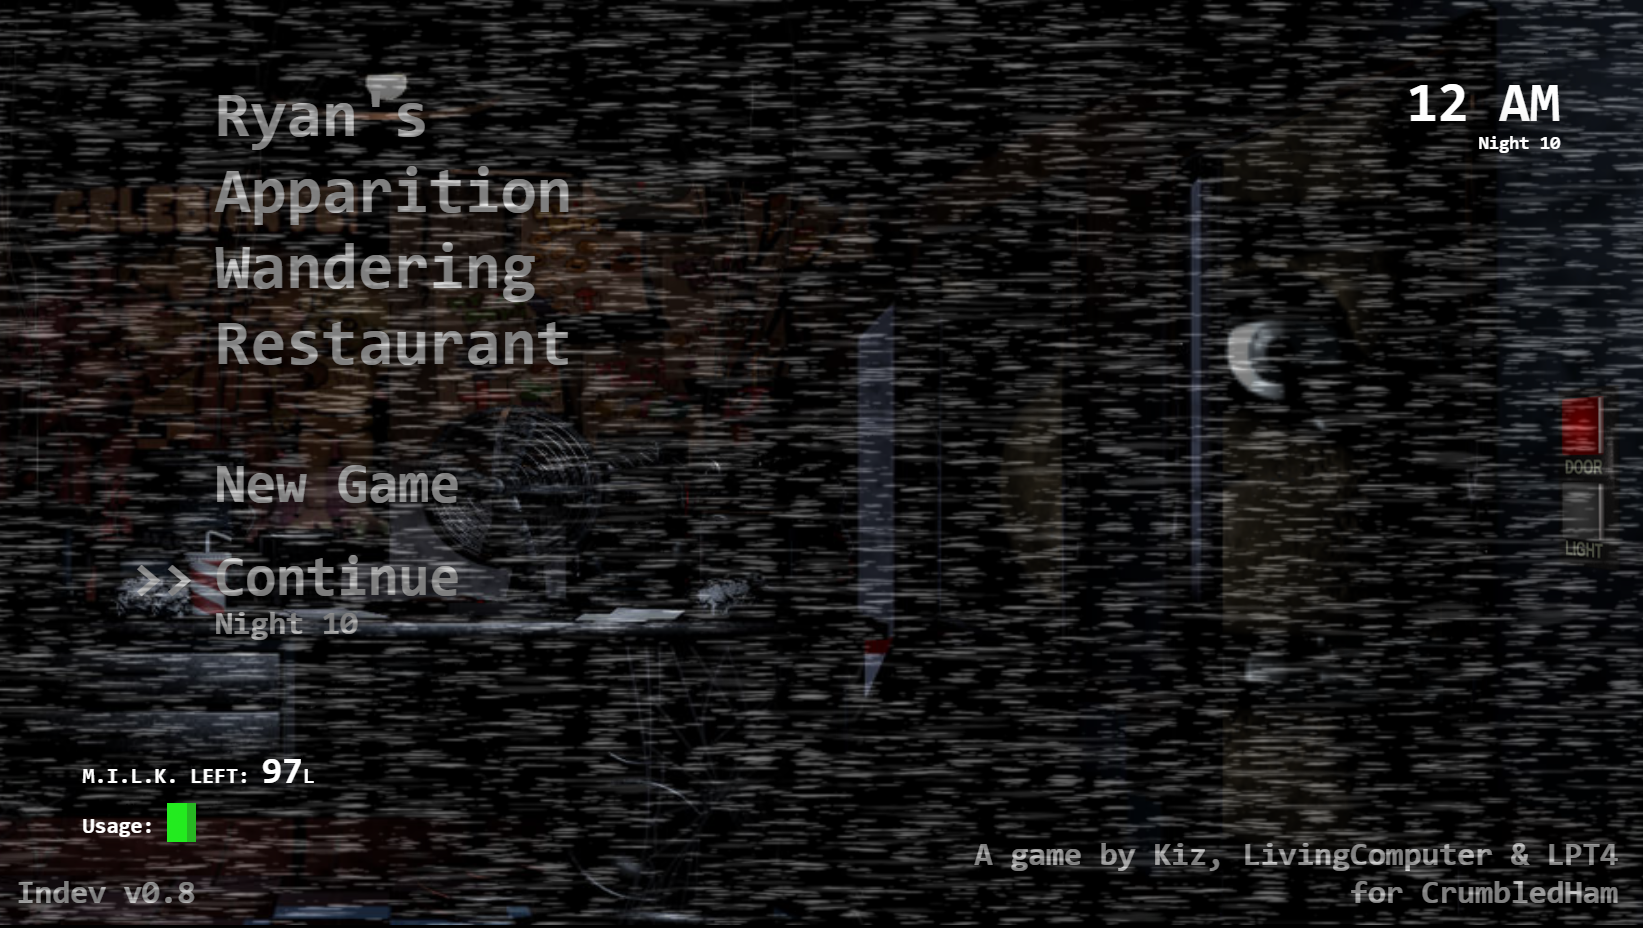 Ryan's
Apparition
Wandering
Restaurant
12 AM
Night 10
CELEBRATE!
New Game
>> Continue
Night 10
DOOR
LIGHT
M.I.L.K. LEFT: 97L
Usage:
A game by Kiz, LivingComputer & LPT4
for CrumbledHam
Indev v0.8